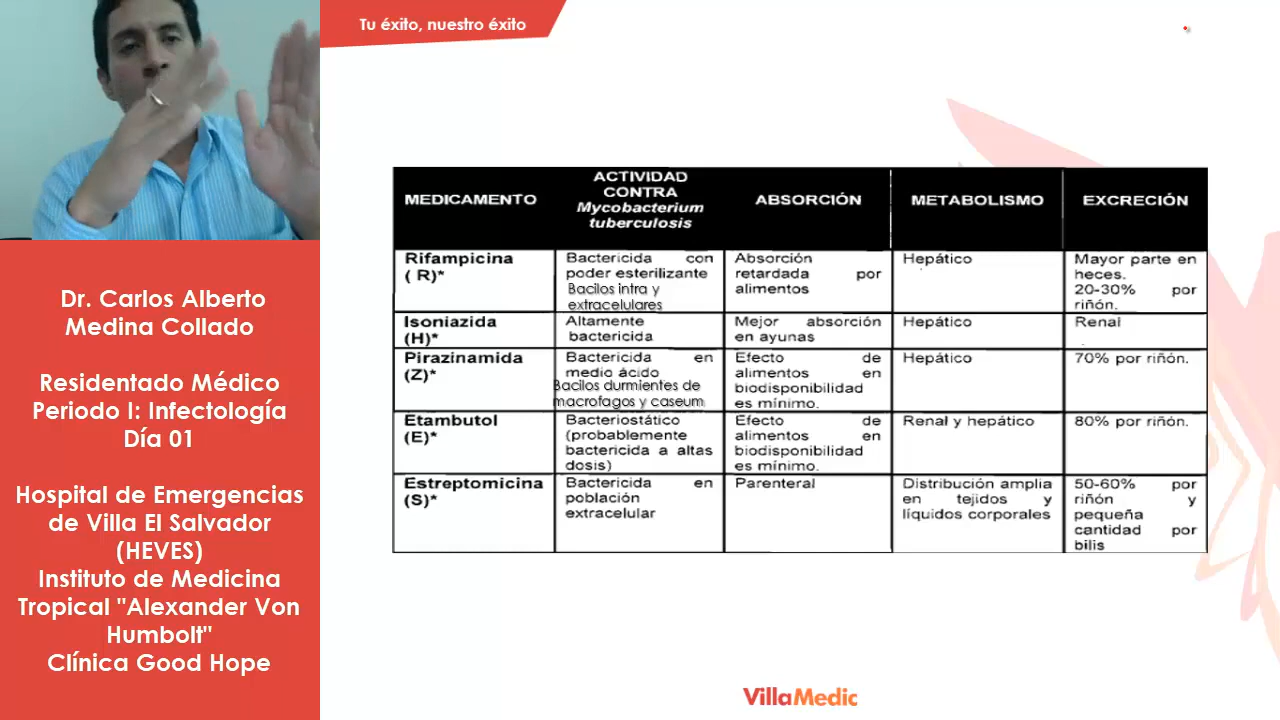 Tu éxito, nuestro éxito
Dr. Carlos Alberto
Medina Collado
Residentado Médico
Periodo I: Infectología
Día 01
Hospital de Emergencias
de Villa El Salvador
(HEVES)
Instituto de Medicina
Tropical "Alexander Von
Humbolt"
Clínica Good Hope
MEDICAMENTO
ACTIVIDAD
CONTRA
Mycobacterium
tuberculosis
ABSORCIÓN
METABOLISMO
EXCRECIÓN
Rifampicina
( R)*
Bactericida con
poder esterilizante
Bacilos intra y
extracelulares
Absorción
retardada por
alimentos
Hepático
Mayor parte en
heces.
20-30% por
riñón.
Isoniazida
(H)*
Altamente
bactericida
Mejor absorción
en ayunas
Hepático
Renal
Pirazinamida
(Z)*
Bactericida en
medio ácido
Bacilos durmientes de
macrofagos y caseum
Efecto de
alimentos en
biodisponibilidad
es mínimo.
Hepático
70% por riñón.
Etambutol
(E)*
Bacteriostático
(probablemente
bactericida a altas
dosis)
Efecto de
alimentos en
biodisponibilidad
es mínimo.
Renal y hepático
80% por riñón.
Estreptomicina
(S)*
Bactericida en
población
extracelular
Parenteral
Distribución amplia
en tejidos y
líquidos corporales
50-60% por
riñón y
pequeña
cantidad por
bilis
VillaMedic